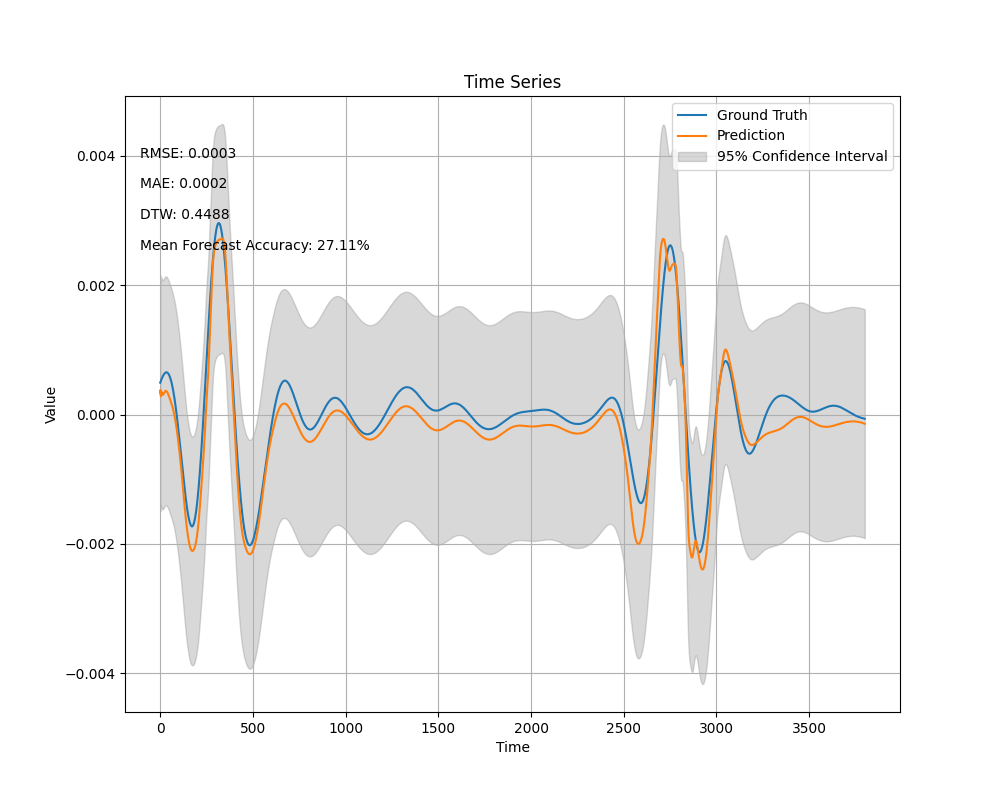 Time Series
Ground Truth
Prediction
95% Confidence Interval
RMSE: 0.0003
MAE: 0.0002
DTW: 0.4488
Mean Forecast Accuracy: 27.11%
0.004
0.002
0.000
−0.002
−0.004
Value
0 500 1000 1500 2000 2500 3000 3500
Time